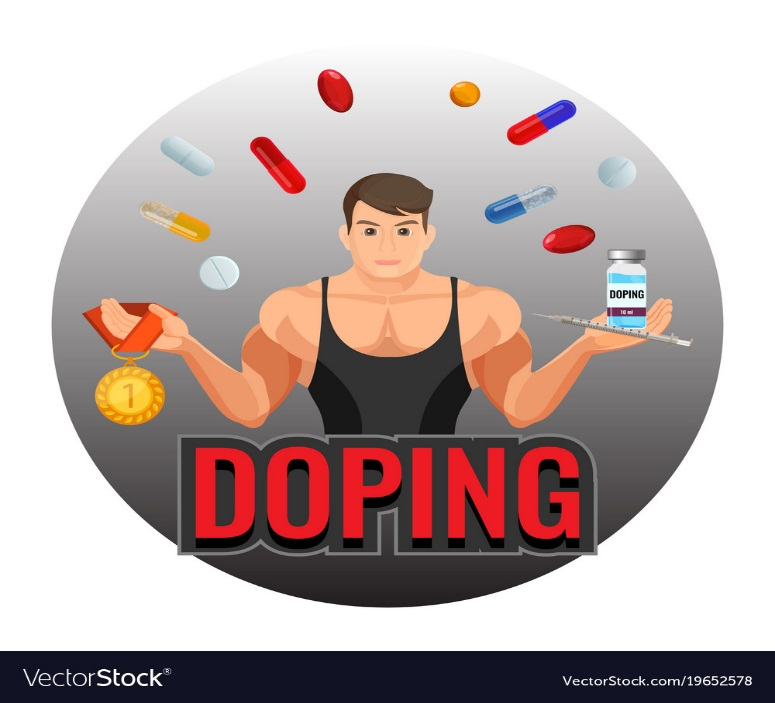 DOPING
10 ml
1
DOPING
VectorStock®
VectorStock.com/19652578